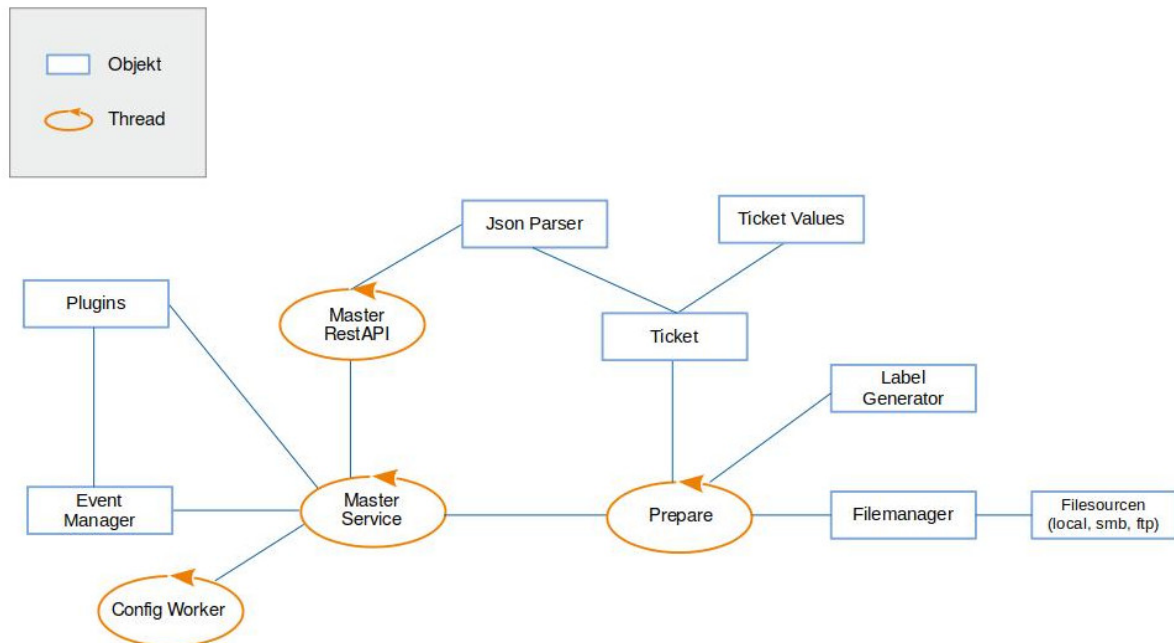 Objekt
Thread
Json Parser
Ticket Values
Plugins
Master
RestAPI
Ticket
Label
Generator
Event
Manager
Master
Service
Prepare
Filemanager
Filesourcen
(local, smb, ftp)
Config Worker